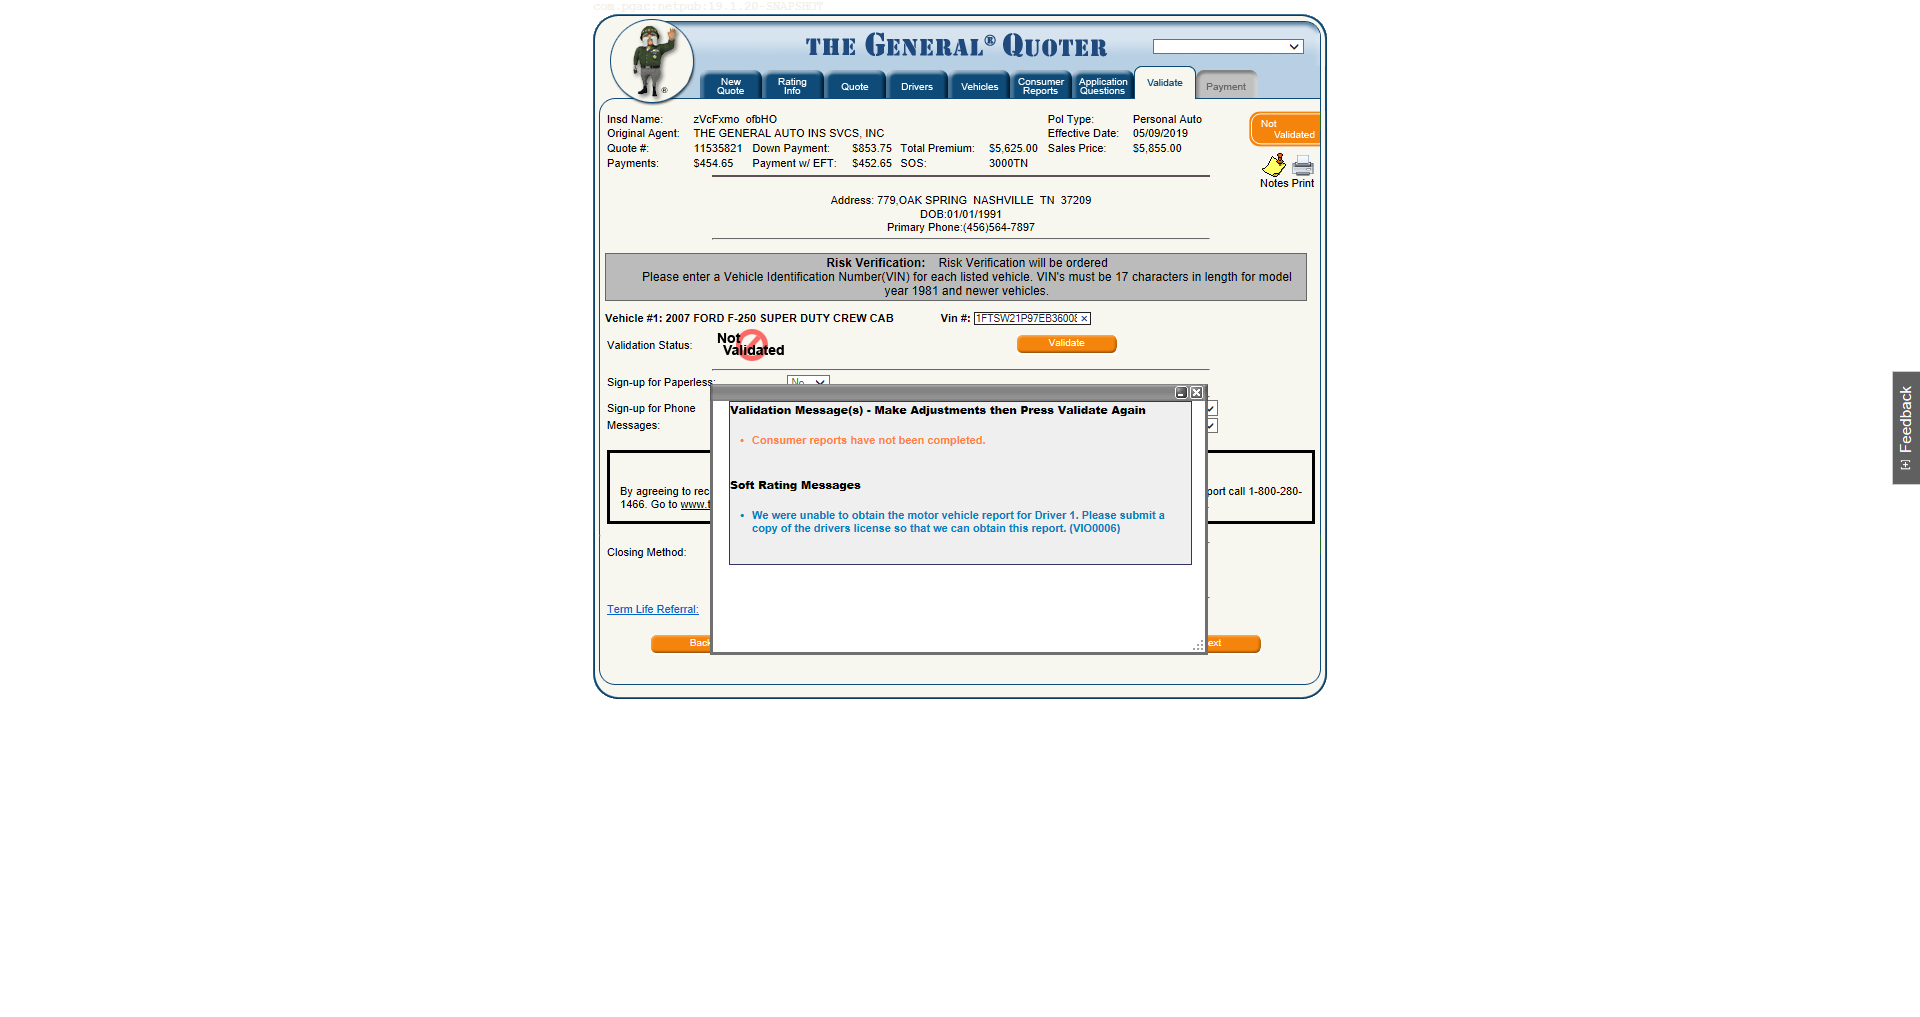 com.pgac:netpub:19.1.20-SNAPSHOT
THE GENERAL® QUOTER
New Quote
Rating Info
Quote
Drivers
Vehicles
Consumer Reports
Application Questions
Validate
Payment
Insd Name: zVcFxmo ofbHO Pol Type: Personal Auto
Original Agent: THE GENERAL AUTO INS SVCS, INC Effective Date: 05/09/2019
Quote #: 11535821 Down Payment: $853.75 Total Premium: $5,625.00 Sales Price: $5,855.00
Payments: $454.65 Payment w/ EFT: $452.65 SOS: 3000TN
Not
Validated
Notes Print
Address: 779,OAK SPRING NASHVILLE TN 37209
DOB:01/01/1991
Primary Phone:(456)564-7897
Risk Verification: Risk Verification will be ordered
Please enter a Vehicle Identification Number(VIN) for each listed vehicle. VIN's must be 17 characters in length for model
year 1981 and newer vehicles.
Vehicle #1: 2007 FORD F-250 SUPER DUTY CREW CAB Vin #: 1FTSW21P97EB3600
Validation Status: Not Validated Validate
Sign-up for Paperless: No
Sign-up for Phone
Messages:
Validation Message(s) - Make Adjustments then Press Validate Again
• Consumer reports have not been completed.
Soft Rating Messages
• We were unable to obtain the motor vehicle report for Driver 1. Please submit a
copy of the drivers license so that we can obtain this report. (VIO0006)
By agreeing to rec port call 1-800-280-
1466. Go to www.t
Closing Method:
Term Life Referral:
Back ext
[+] Feedback